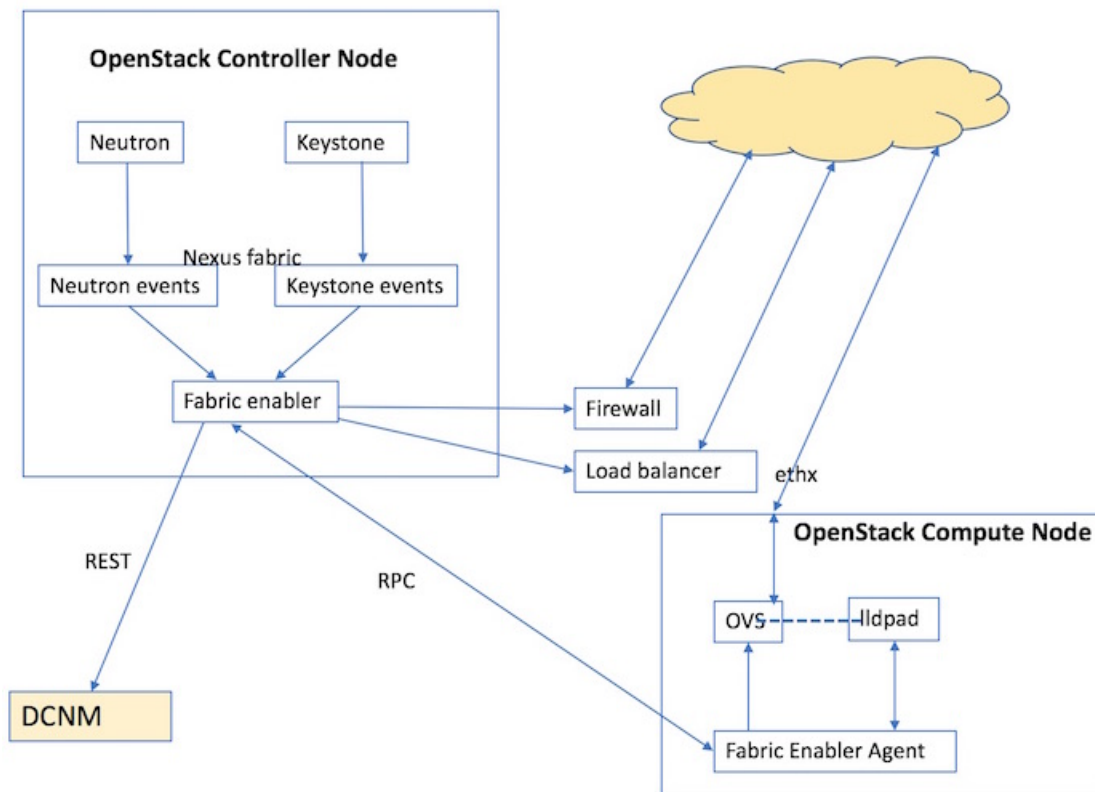 OpenStack Controller Node
Neutron
Keystone
Nexus fabric
Neutron events
Keystone events
Fabric enabler
Firewall
Load balancer
ethx
OpenStack Compute Node
REST
RPC
OVS
lldpad
DCNM
Fabric Enabler Agent